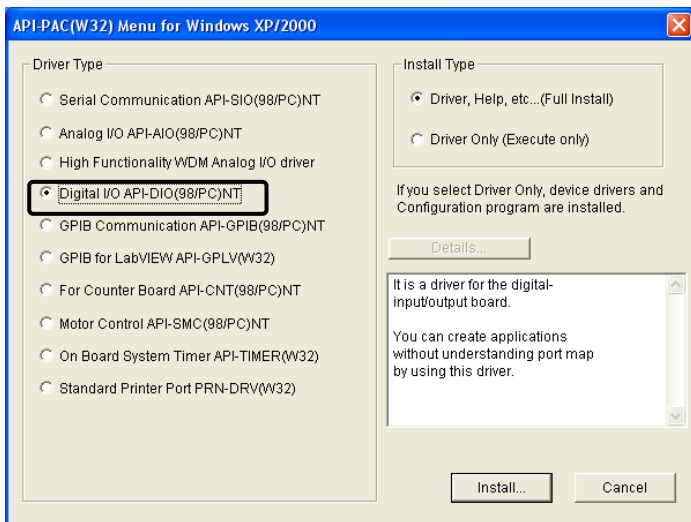 API-PAC(W32) Menu for Windows XP/2000
Driver Type
Serial Communication API-SIO(98/PC)NT
Analog I/O API-AIO(98/PC)NT
High Functionality WDM Analog I/O driver
Digital I/O API-DIO(98/PC)NT
GPIB Communication API-GPIB(98/PC)NT
GPIB for LabVIEW API-GPLV(W32)
For Counter Board API-CNT(98/PC)NT
Motor Control API-SMC(98/PC)NT
On Board System Timer API-TIMER(W32)
Standard Printer Port PRN-DRV(W32)
Install Type
Driver, Help, etc...(Full Install)
Driver Only (Execute only)
If you select Driver Only, device drivers and
Configuration program are installed.
Details...
It is a driver for the digital-
input/output board.
You can create applications
without understanding port map
by using this driver.
Install...
Cancel